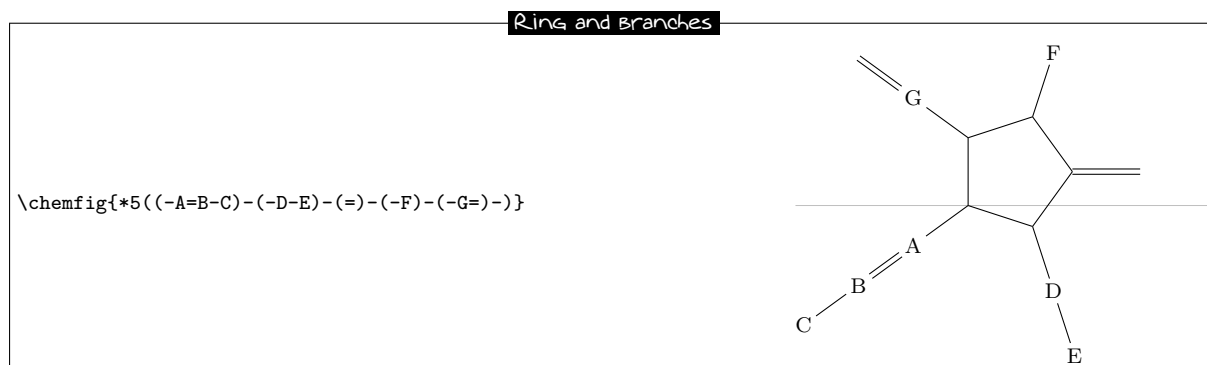 Ring and Branches
\chemfig{*5((-A=B-C)-(-D-E)-(=)-(-F)-(-G=)-)}
F
G
A
B
D
C
E